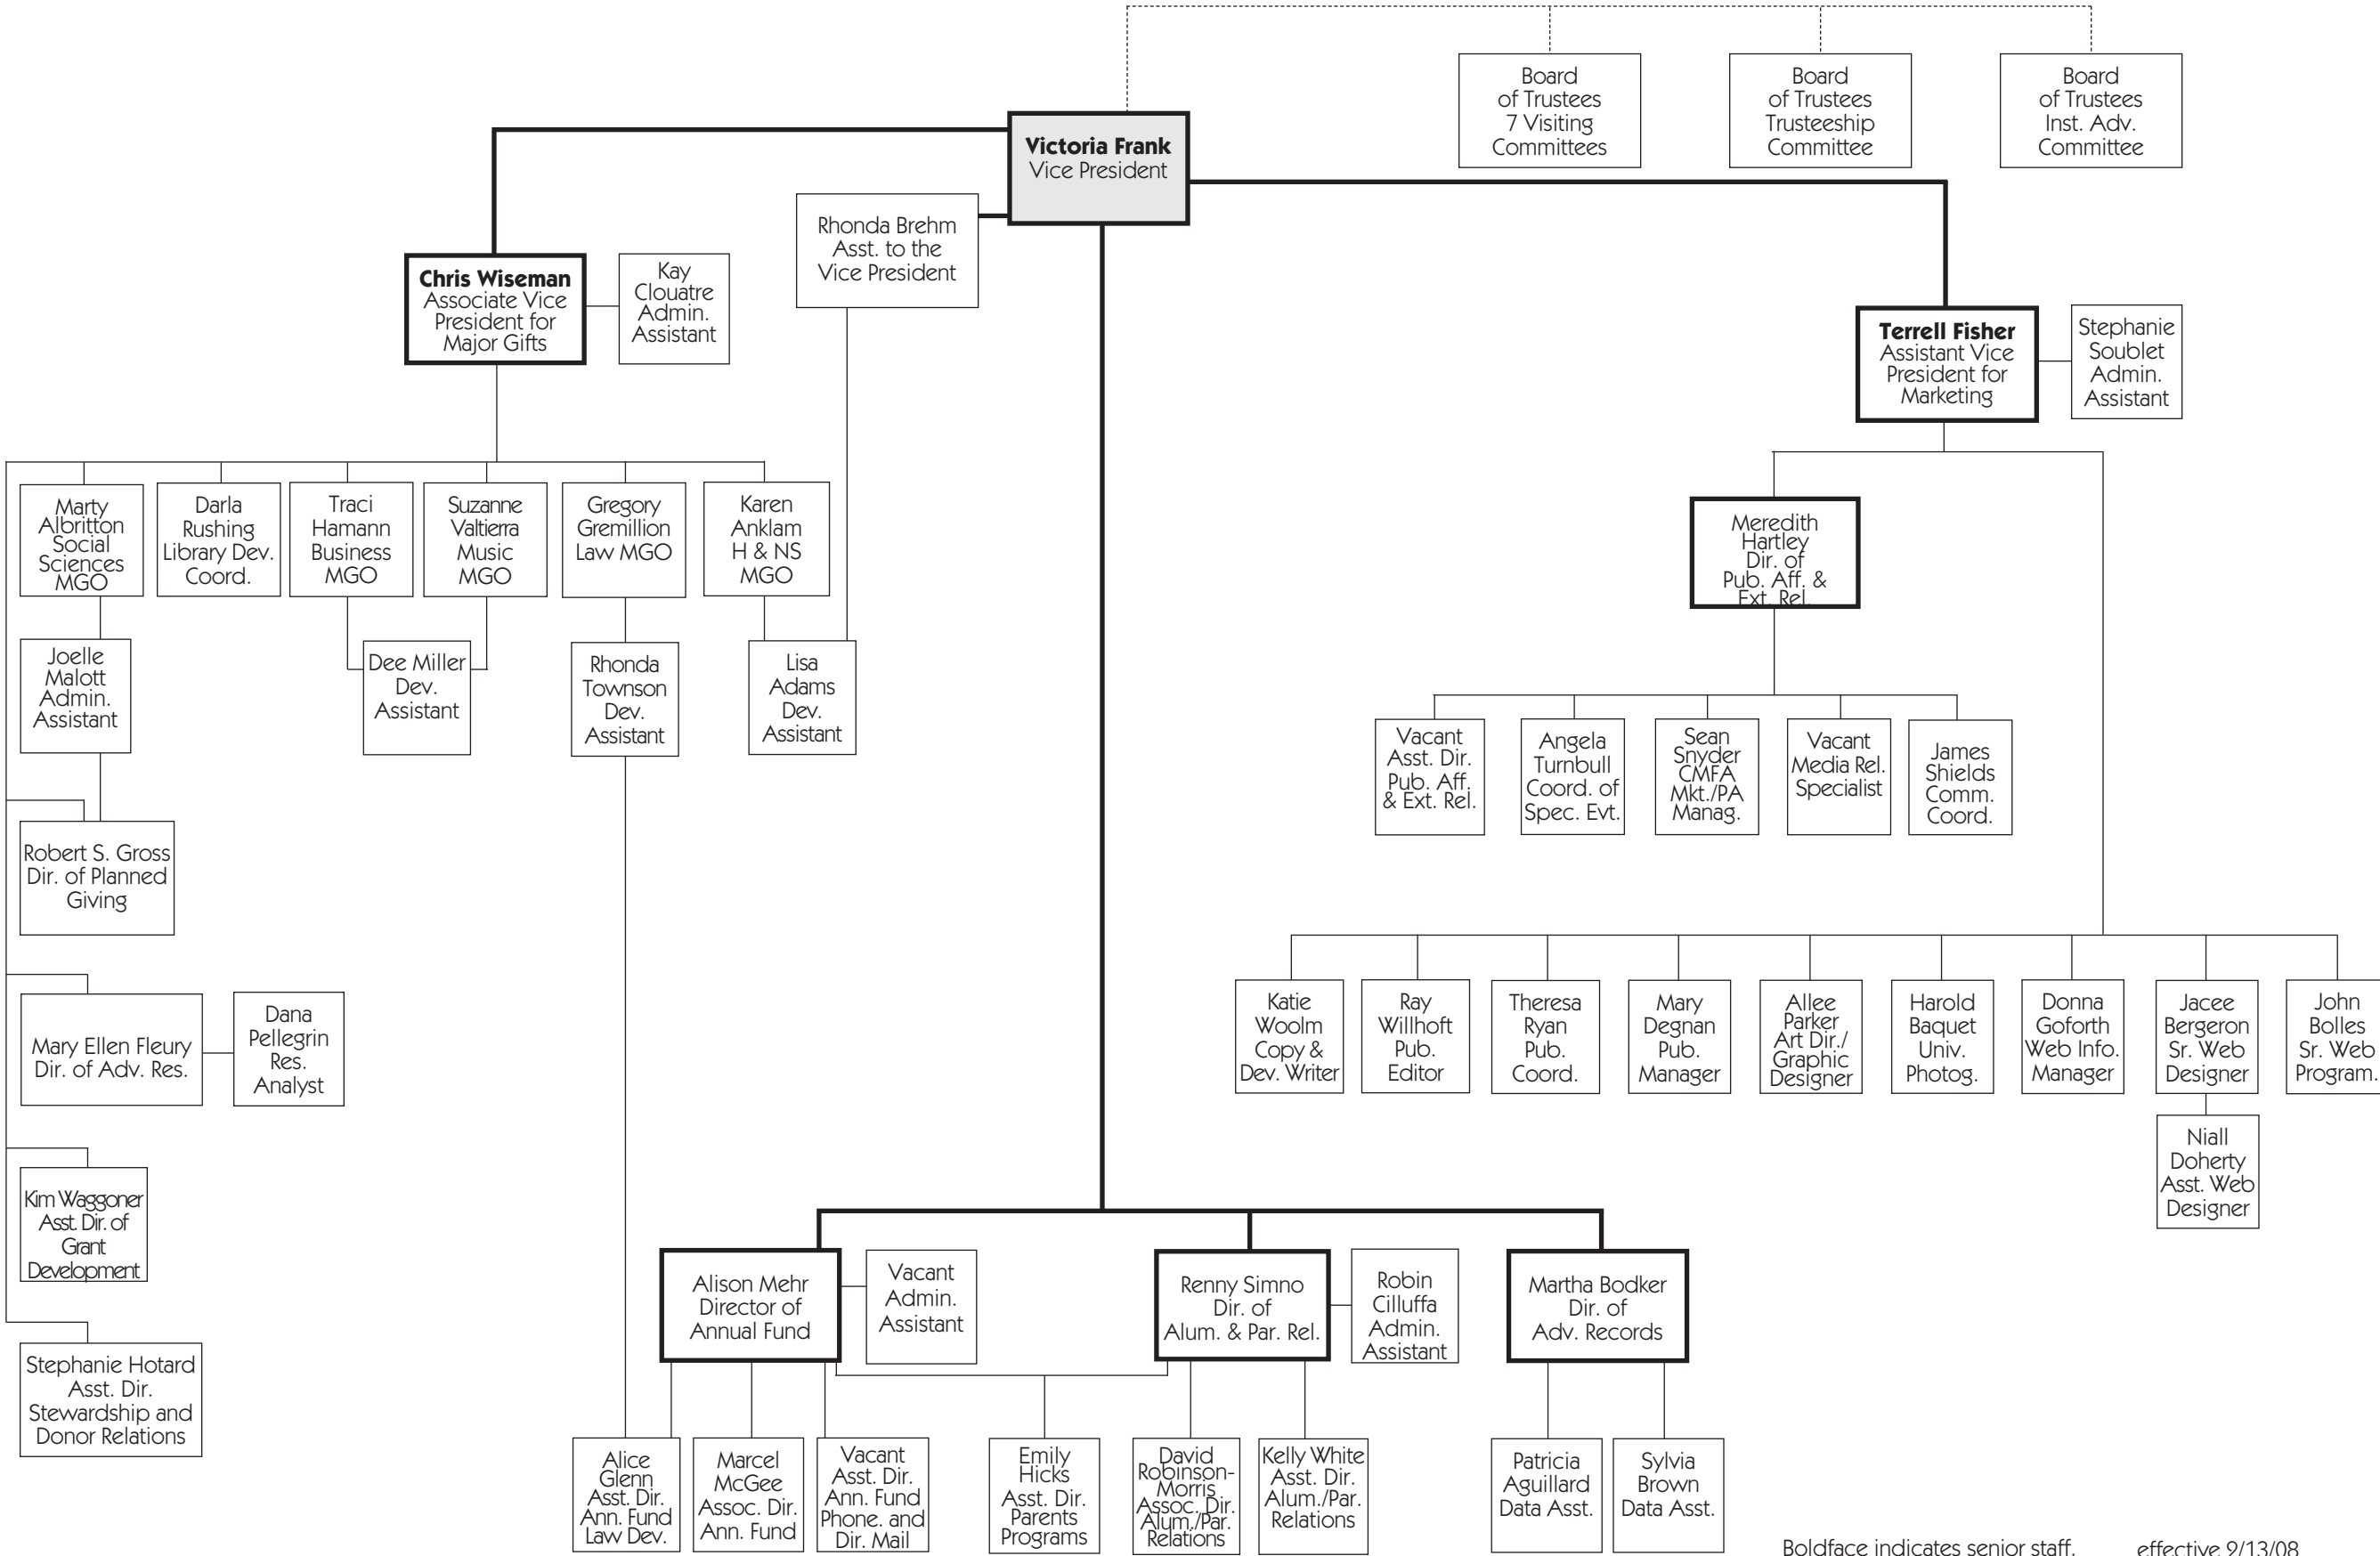 Board
of Trustees
7 Visiting
Committees
Board
of Trustees
Trusteeship
Committee
Board
of Trustees
Inst. Adv.
Committee
Victoria Frank
Vice President
Rhonda Brehm
Asst. to the
Vice President
Chris Wiseman
Associate Vice
President for
Major Gifts
Kay
Clouatre
Admin.
Assistant
Terrell Fisher
Assistant Vice
President for
Marketing
Stephanie
Soublet
Admin.
Assistant
Marty
Albritton
Social
Sciences
MGO
Darla
Rushing
Library Dev.
Coord.
Traci
Hamann
Business
MGO
Suzanne
Valtierra
Music
MGO
Gregory
Gremillion
Law MGO
Karen
Anklam
H & NS
MGO
Meredith
Hartley
Dir. of
Pub. Aff. &
Ext. Rel.
Joelle
Malott
Admin.
Assistant
Dee Miller
Dev.
Assistant
Rhonda
Townson
Dev.
Assistant
Lisa
Adams
Dev.
Assistant
Vacant
Asst. Dir.
Pub. Aff.
& Ext. Rel.
Angela
Turnbull
Coord. of
Spec. Evt.
Sean
Snyder
CMFA
Mkt./PA
Manag.
Vacant
Media Rel.
Specialist
James
Shields
Comm.
Coord.
Robert S. Gross
Dir. of Planned
Giving
Mary Ellen Fleury
Dir. of Adv. Res.
Dana
Pellegrin
Res.
Analyst
Katie
Woolm
Copy &
Dev. Writer
Ray
Willhoft
Pub.
Editor
Theresa
Ryan
Pub.
Coord.
Mary
Degnan
Pub.
Manager
Allee
Parker
Art Dir./
Graphic
Designer
Harold
Baquet
Univ.
Photog.
Donna
Goforth
Web Info.
Manager
Jacee
Bergeron
Sr. Web
Designer
John
Bolles
Sr. Web
Program.
Niall
Doherty
Asst. Web
Designer
Kim Waggoner
Asst. Dir. of
Grant
Development
Alison Mehr
Director of
Annual Fund
Vacant
Admin.
Assistant
Renny Simno
Dir. of
Alum. & Par. Rel.
Robin
Cilluffa
Admin.
Assistant
Martha Bodker
Dir. of
Adv. Records
Stephanie Hotard
Asst. Dir.
Stewardship and
Donor Relations
Alice
Glenn
Asst. Dir.
Ann. Fund
Law Dev.
Marcel
McGee
Assoc. Dir.
Ann. Fund
Vacant
Asst. Dir.
Ann. Fund
Phone. and
Dir. Mail
Emily
Hicks
Asst. Dir.
Parents
Programs
David
Robinson-
Morris
Assoc. Dir.
Alum./Par.
Relations
Kelly White
Asst. Dir.
Alum./Par.
Relations
Patricia
Aguillard
Data Asst.
Sylvia
Brown
Data Asst.
Boldface indicates senior staff. effective 9/13/08